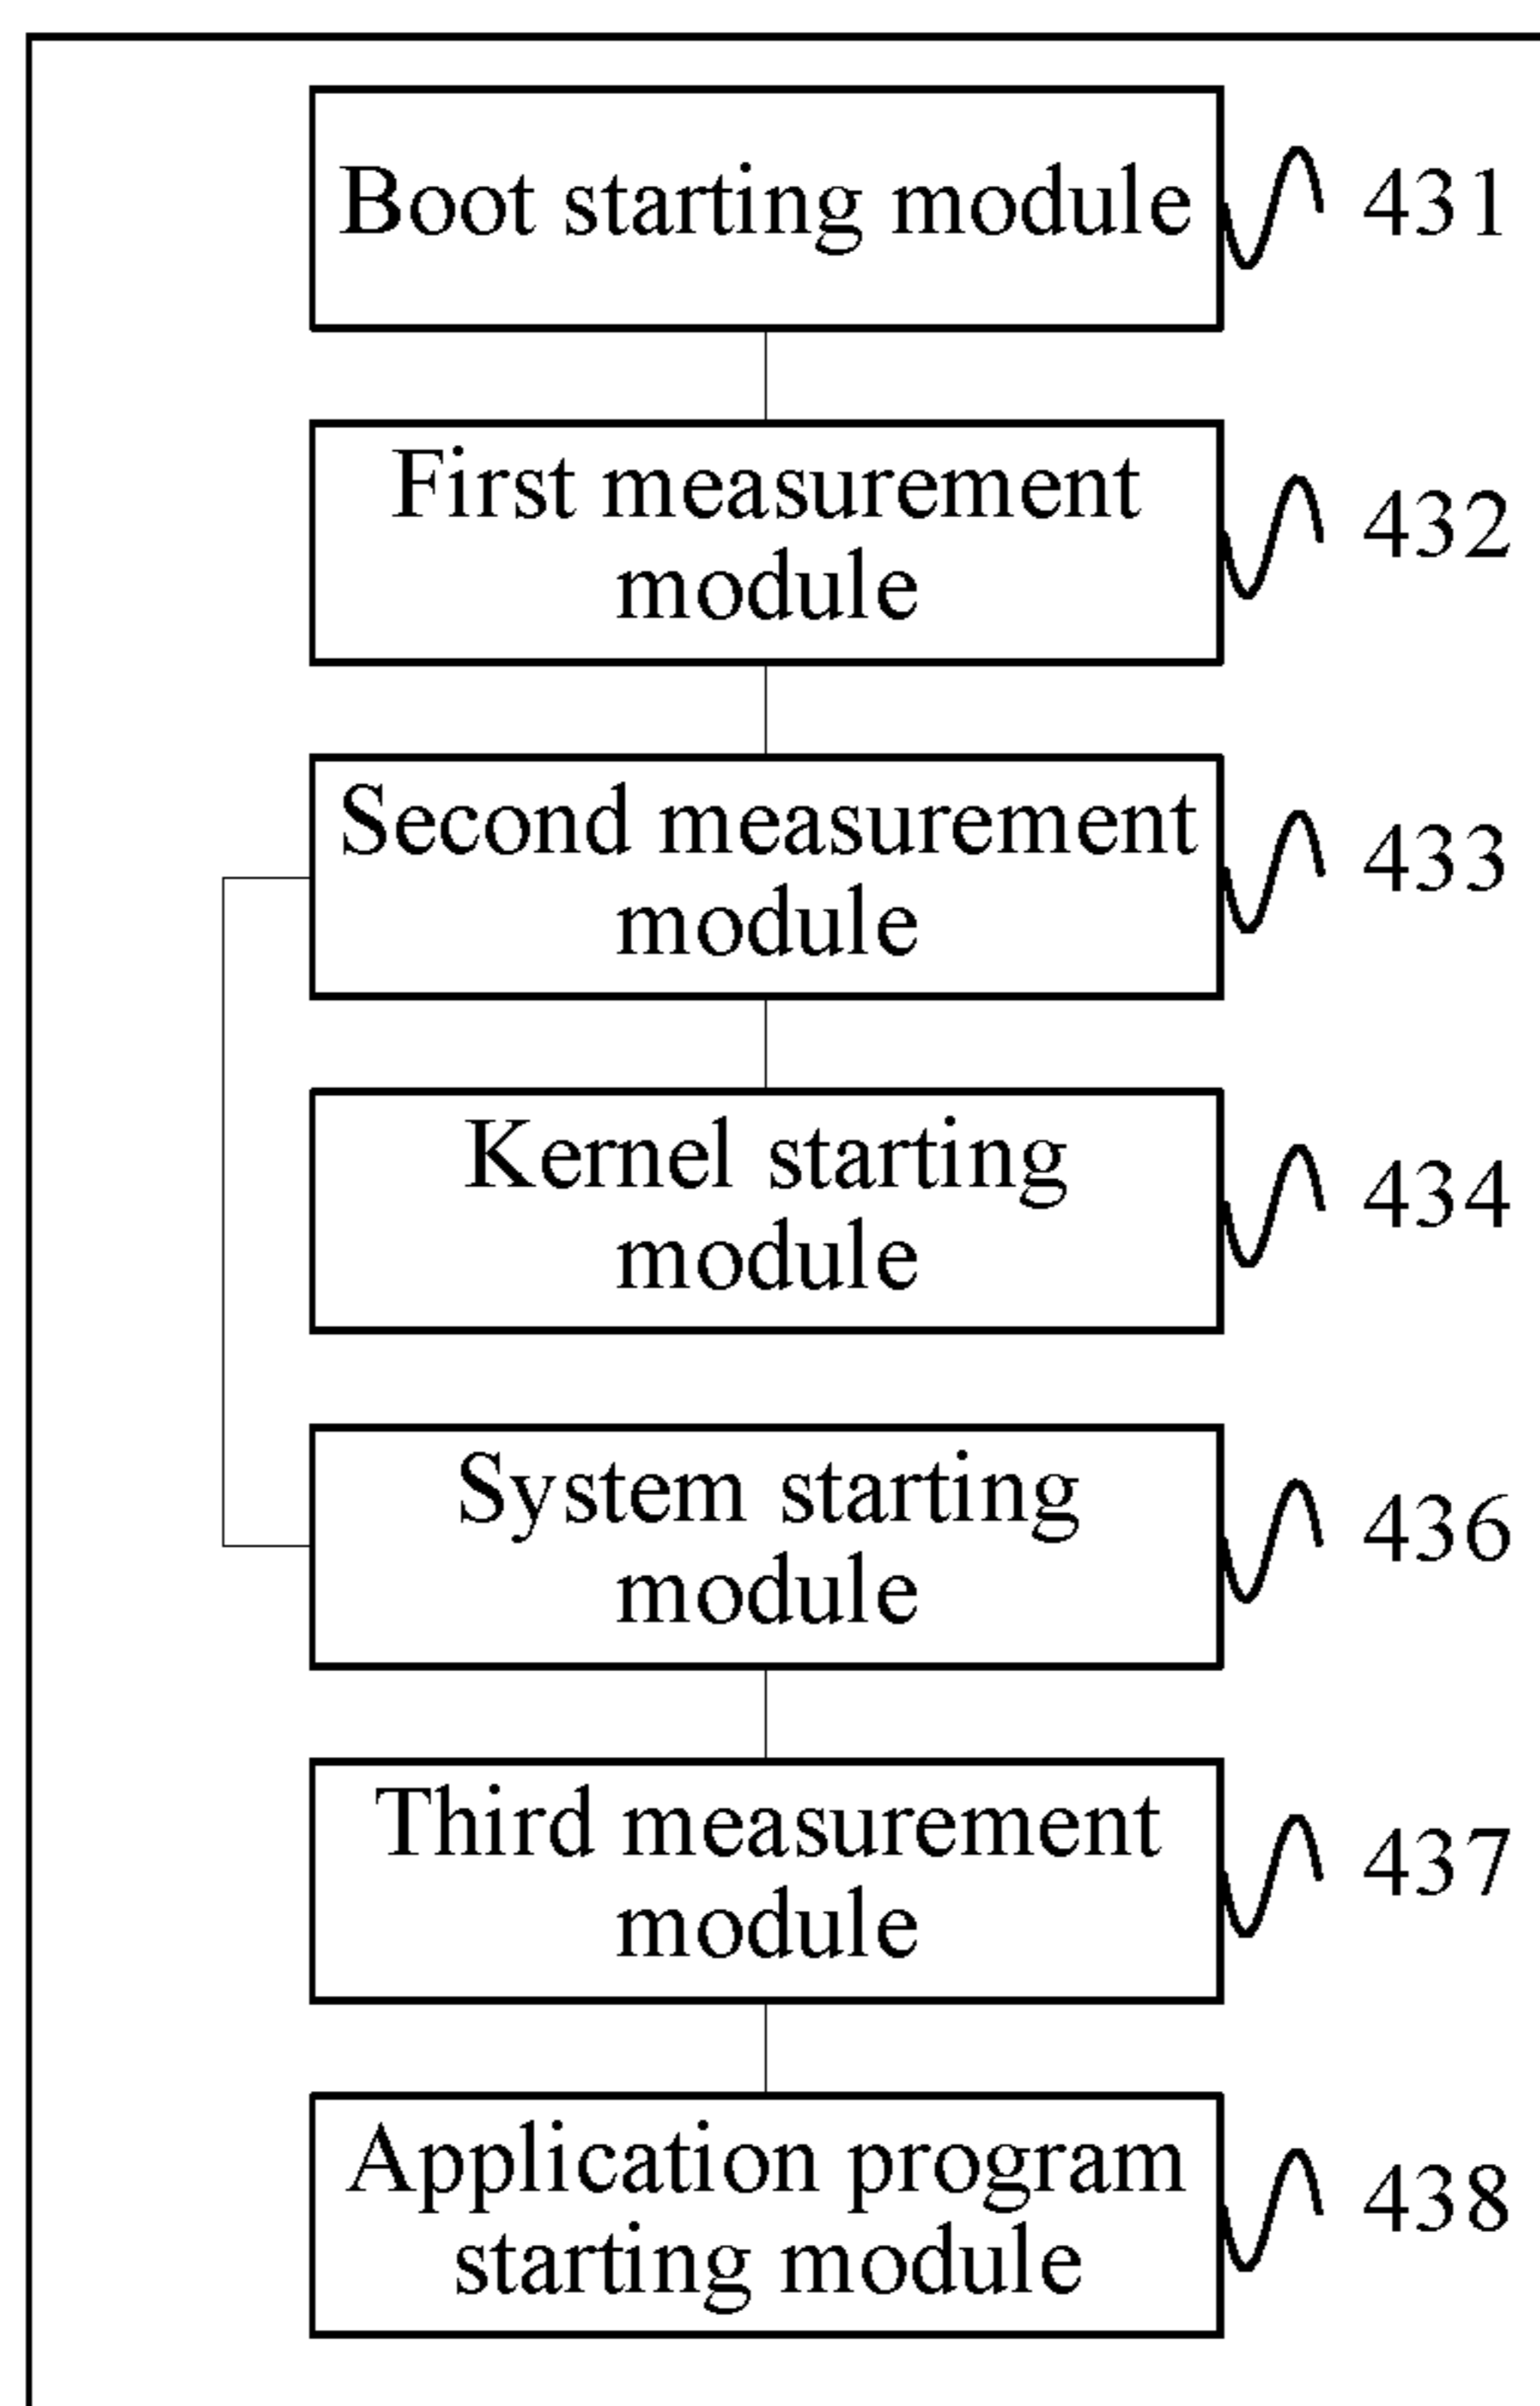 Boot starting module
431
First measurement
module
432
Second measurement
module
433
Kernel starting
module
434
System starting
module
436
Third measurement
module
437
Application program
starting module
438